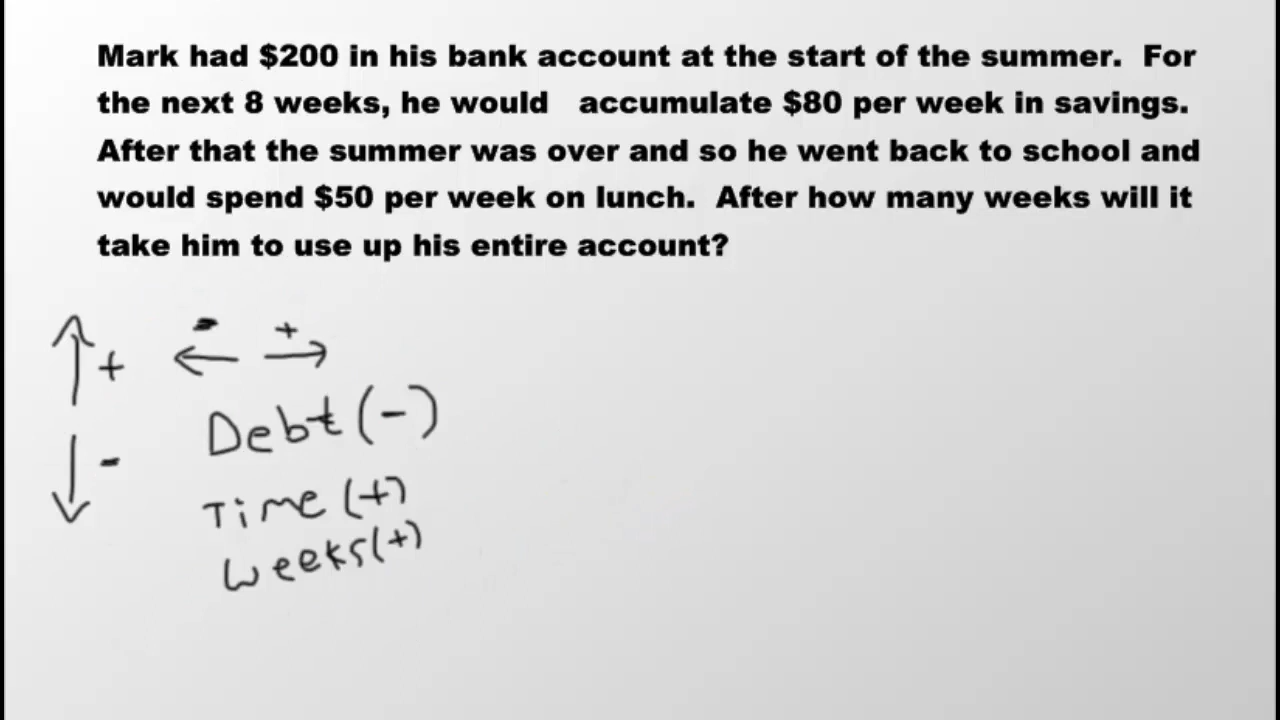 Mark had $200 in his bank account at the start of the summer. For
the next 8 weeks, he would accumulate $80 per week in savings.
After that the summer was over and so he went back to school and
would spend $50 per week on lunch. After how many weeks will it
take him to use up his entire account?
- +
+
Debt (-)
-
Time (+)
Weeks (+)